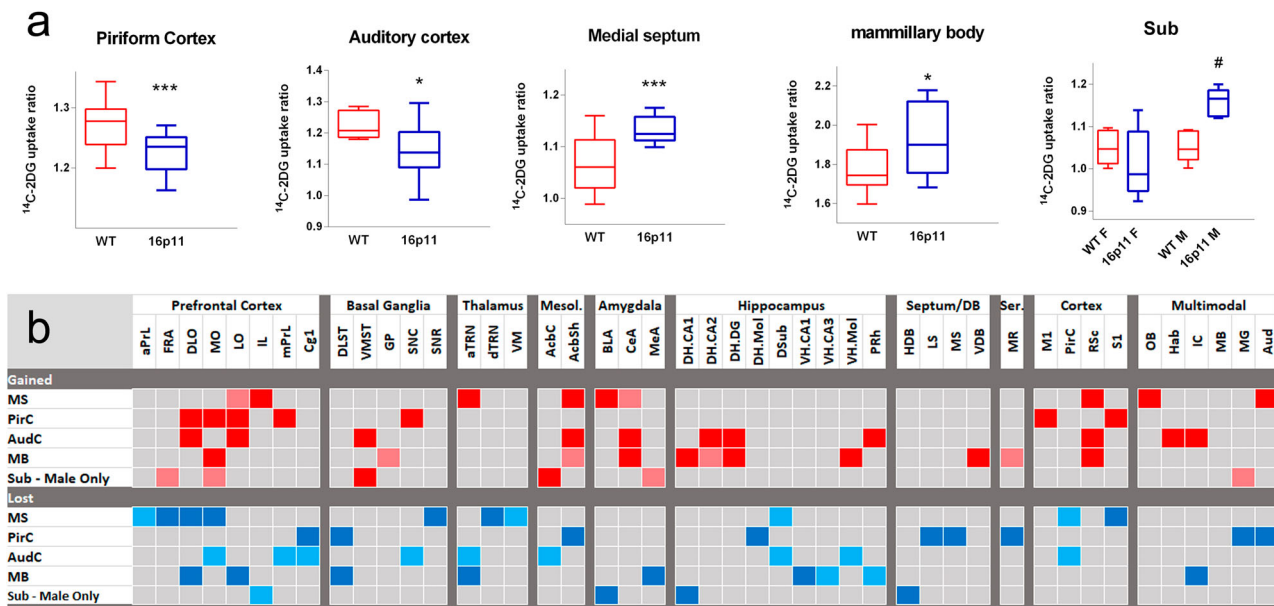 a
Piriform Cortex
Auditory cortex
Medial septum
mammillary body
Sub
¹⁴C-2DG uptake ratio
1.3
1.2
***
WT
16p11
¹⁴C-2DG uptake ratio
1.4
1.3
1.2
1.1
1.0
0.9
*
WT
16p11
¹⁴C-2DG uptake ratio
1.2
1.1
1.0
***
WT
16p11
¹⁴C-2DG uptake ratio
2.2
2.0
1.8
1.6
*
WT
16p11
¹⁴C-2DG uptake ratio
1.2
1.1
1.0
0.9
#
WT F
16p11 F
WT M
16p11 M
b
Prefrontal Cortex Basal Ganglia Thalamus Mesol. Amygdala Hippocampus Septum/DB Ser. Cortex Multimodal
aPrL FRA DLO MO LO IL mPrL Cg1 DLST VMST GP SNC SNR aTRN dTRN VM AcbC AcbSh BLA CeA MeA DH.CA1 DH.CA2 DH.DG DH.Mol DSub VH.CA1 VH.CA3 VH.Mol PRh HDB LS MS VDB MR M1 PirC RSc S1 OB Hab IC MB MG Aud
Gained
MS
PirC
AudC
MB
Sub - Male Only
Lost
MS
PirC
AudC
MB
Sub - Male Only